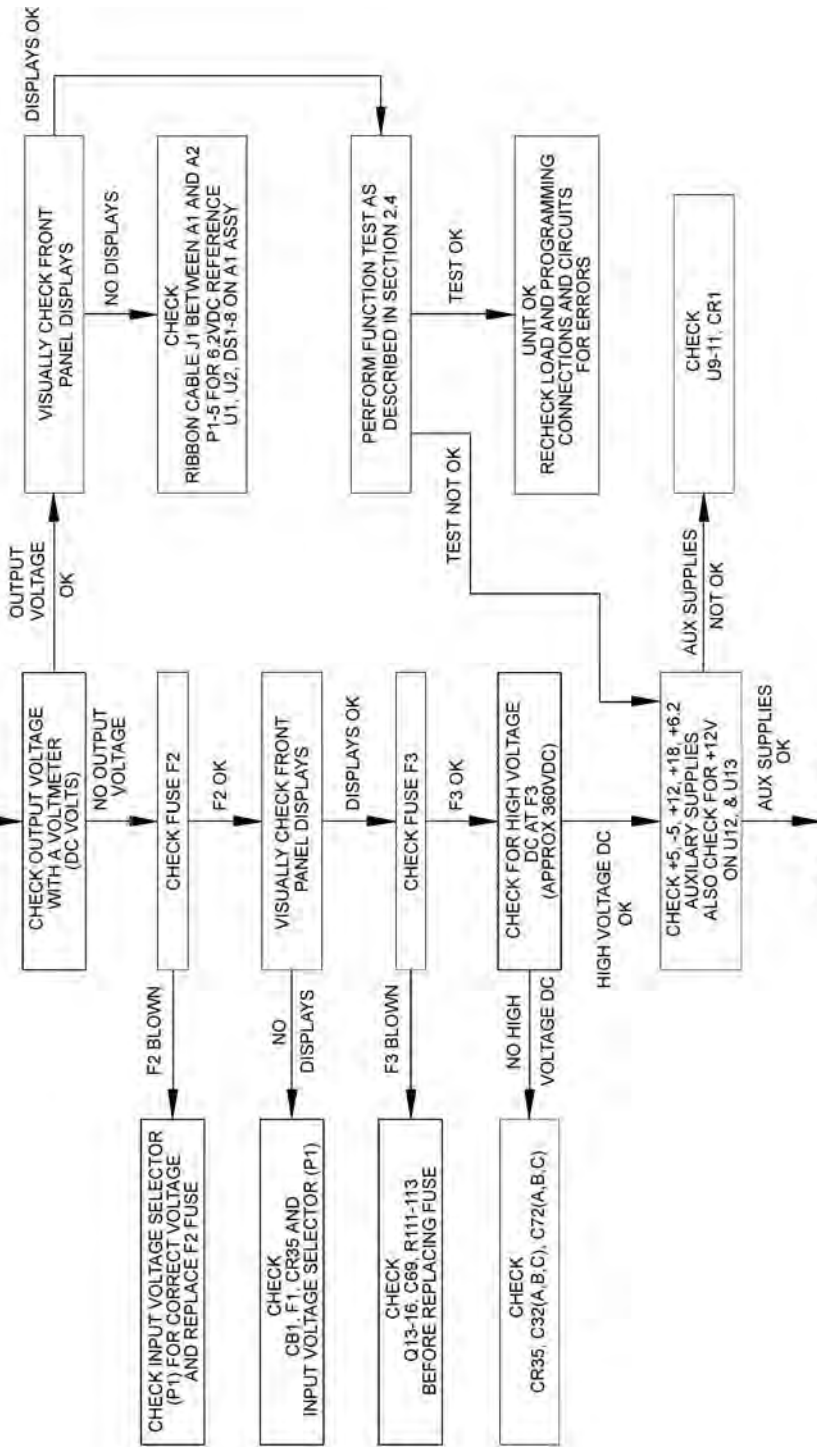 CHECK OUTPUT VOLTAGE
WITH A VOLTMETER
(DC VOLTS)
OUTPUT
VOLTAGE
OK
VISUALLY CHECK FRONT
PANEL DISPLAYS
DISPLAYS OK
NO DISPLAYS
CHECK
RIBBON CABLE J1 BETWEEN A1 AND A2
P1-5 FOR 6.2VDC REFERENCE
U1, U2, DS1-8 ON A1 ASSY
NO OUTPUT
VOLTAGE
CHECK FUSE F2
F2 BLOWN
CHECK INPUT VOLTAGE SELECTOR
(P1) FOR CORRECT VOLTAGE
AND REPLACE F2 FUSE
F2 OK
VISUALLY CHECK FRONT
PANEL DISPLAYS
NO
DISPLAYS
CHECK
CB1, F1, CR35 AND
INPUT VOLTAGE SELECTOR (P1)
DISPLAYS OK
CHECK FUSE F3
F3 BLOWN
CHECK
Q13-16, C69, R111-113
BEFORE REPLACING FUSE
F3 OK
CHECK FOR HIGH VOLTAGE
DC AT F3
(APPROX 360VDC)
NO HIGH
VOLTAGE DC
CHECK
CR35, C32(A,B,C), C72(A,B,C)
HIGH VOLTAGE DC
OK
PERFORM FUNCTION TEST AS
DESCRIBED IN SECTION 2.4
TEST OK
UNIT OK
RECHECK LOAD AND PROGRAMMING
CONNECTIONS AND CIRCUITS
FOR ERRORS
TEST NOT OK
CHECK +5, -5, +12, +18, +6.2
AUXILARY SUPPLIES
ALSO CHECK FOR +12V
ON U12, & U13
AUX SUPPLIES
NOT OK
CHECK
U9-11, CR1
AUX SUPPLIES
OK